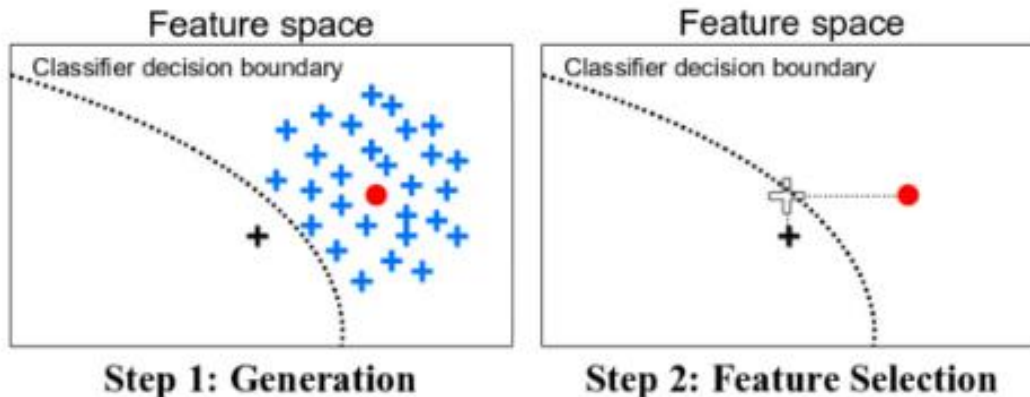 Feature space
Classifier decision boundary
Step 1: Generation
Feature space
Classifier decision boundary
Step 2: Feature Selection